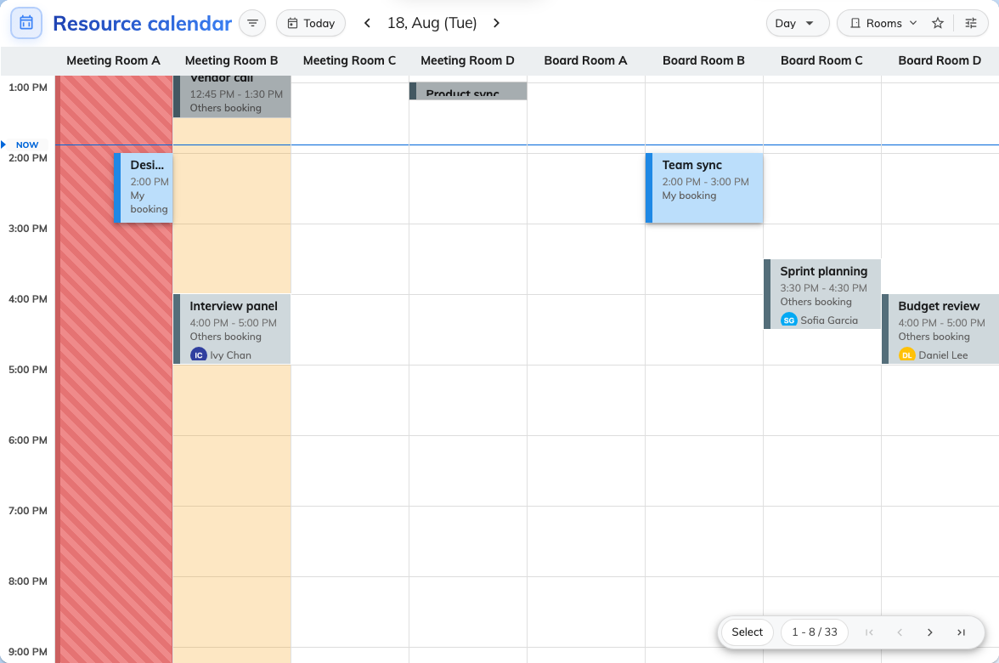 Resource calendar
Today
18, Aug (Tue)
Day
Rooms
Meeting Room A
Meeting Room B
Meeting Room C
Meeting Room D
Board Room A
Board Room B
Board Room C
Board Room D
1:00 PM
NOW
2:00 PM
3:00 PM
4:00 PM
5:00 PM
6:00 PM
7:00 PM
8:00 PM
9:00 PM
Desi...
2:00 PM
My
booking
Vendor call
12:45 PM - 1:30 PM
Others booking
Interview panel
4:00 PM - 5:00 PM
Others booking
IC Ivy Chan
Product sync
Team sync
2:00 PM - 3:00 PM
My booking
Sprint planning
3:30 PM - 4:30 PM
Others booking
SG Sofia Garcia
Budget review
4:00 PM - 5:00 PM
Others booking
DL Daniel Lee
Select
1 - 8 / 33